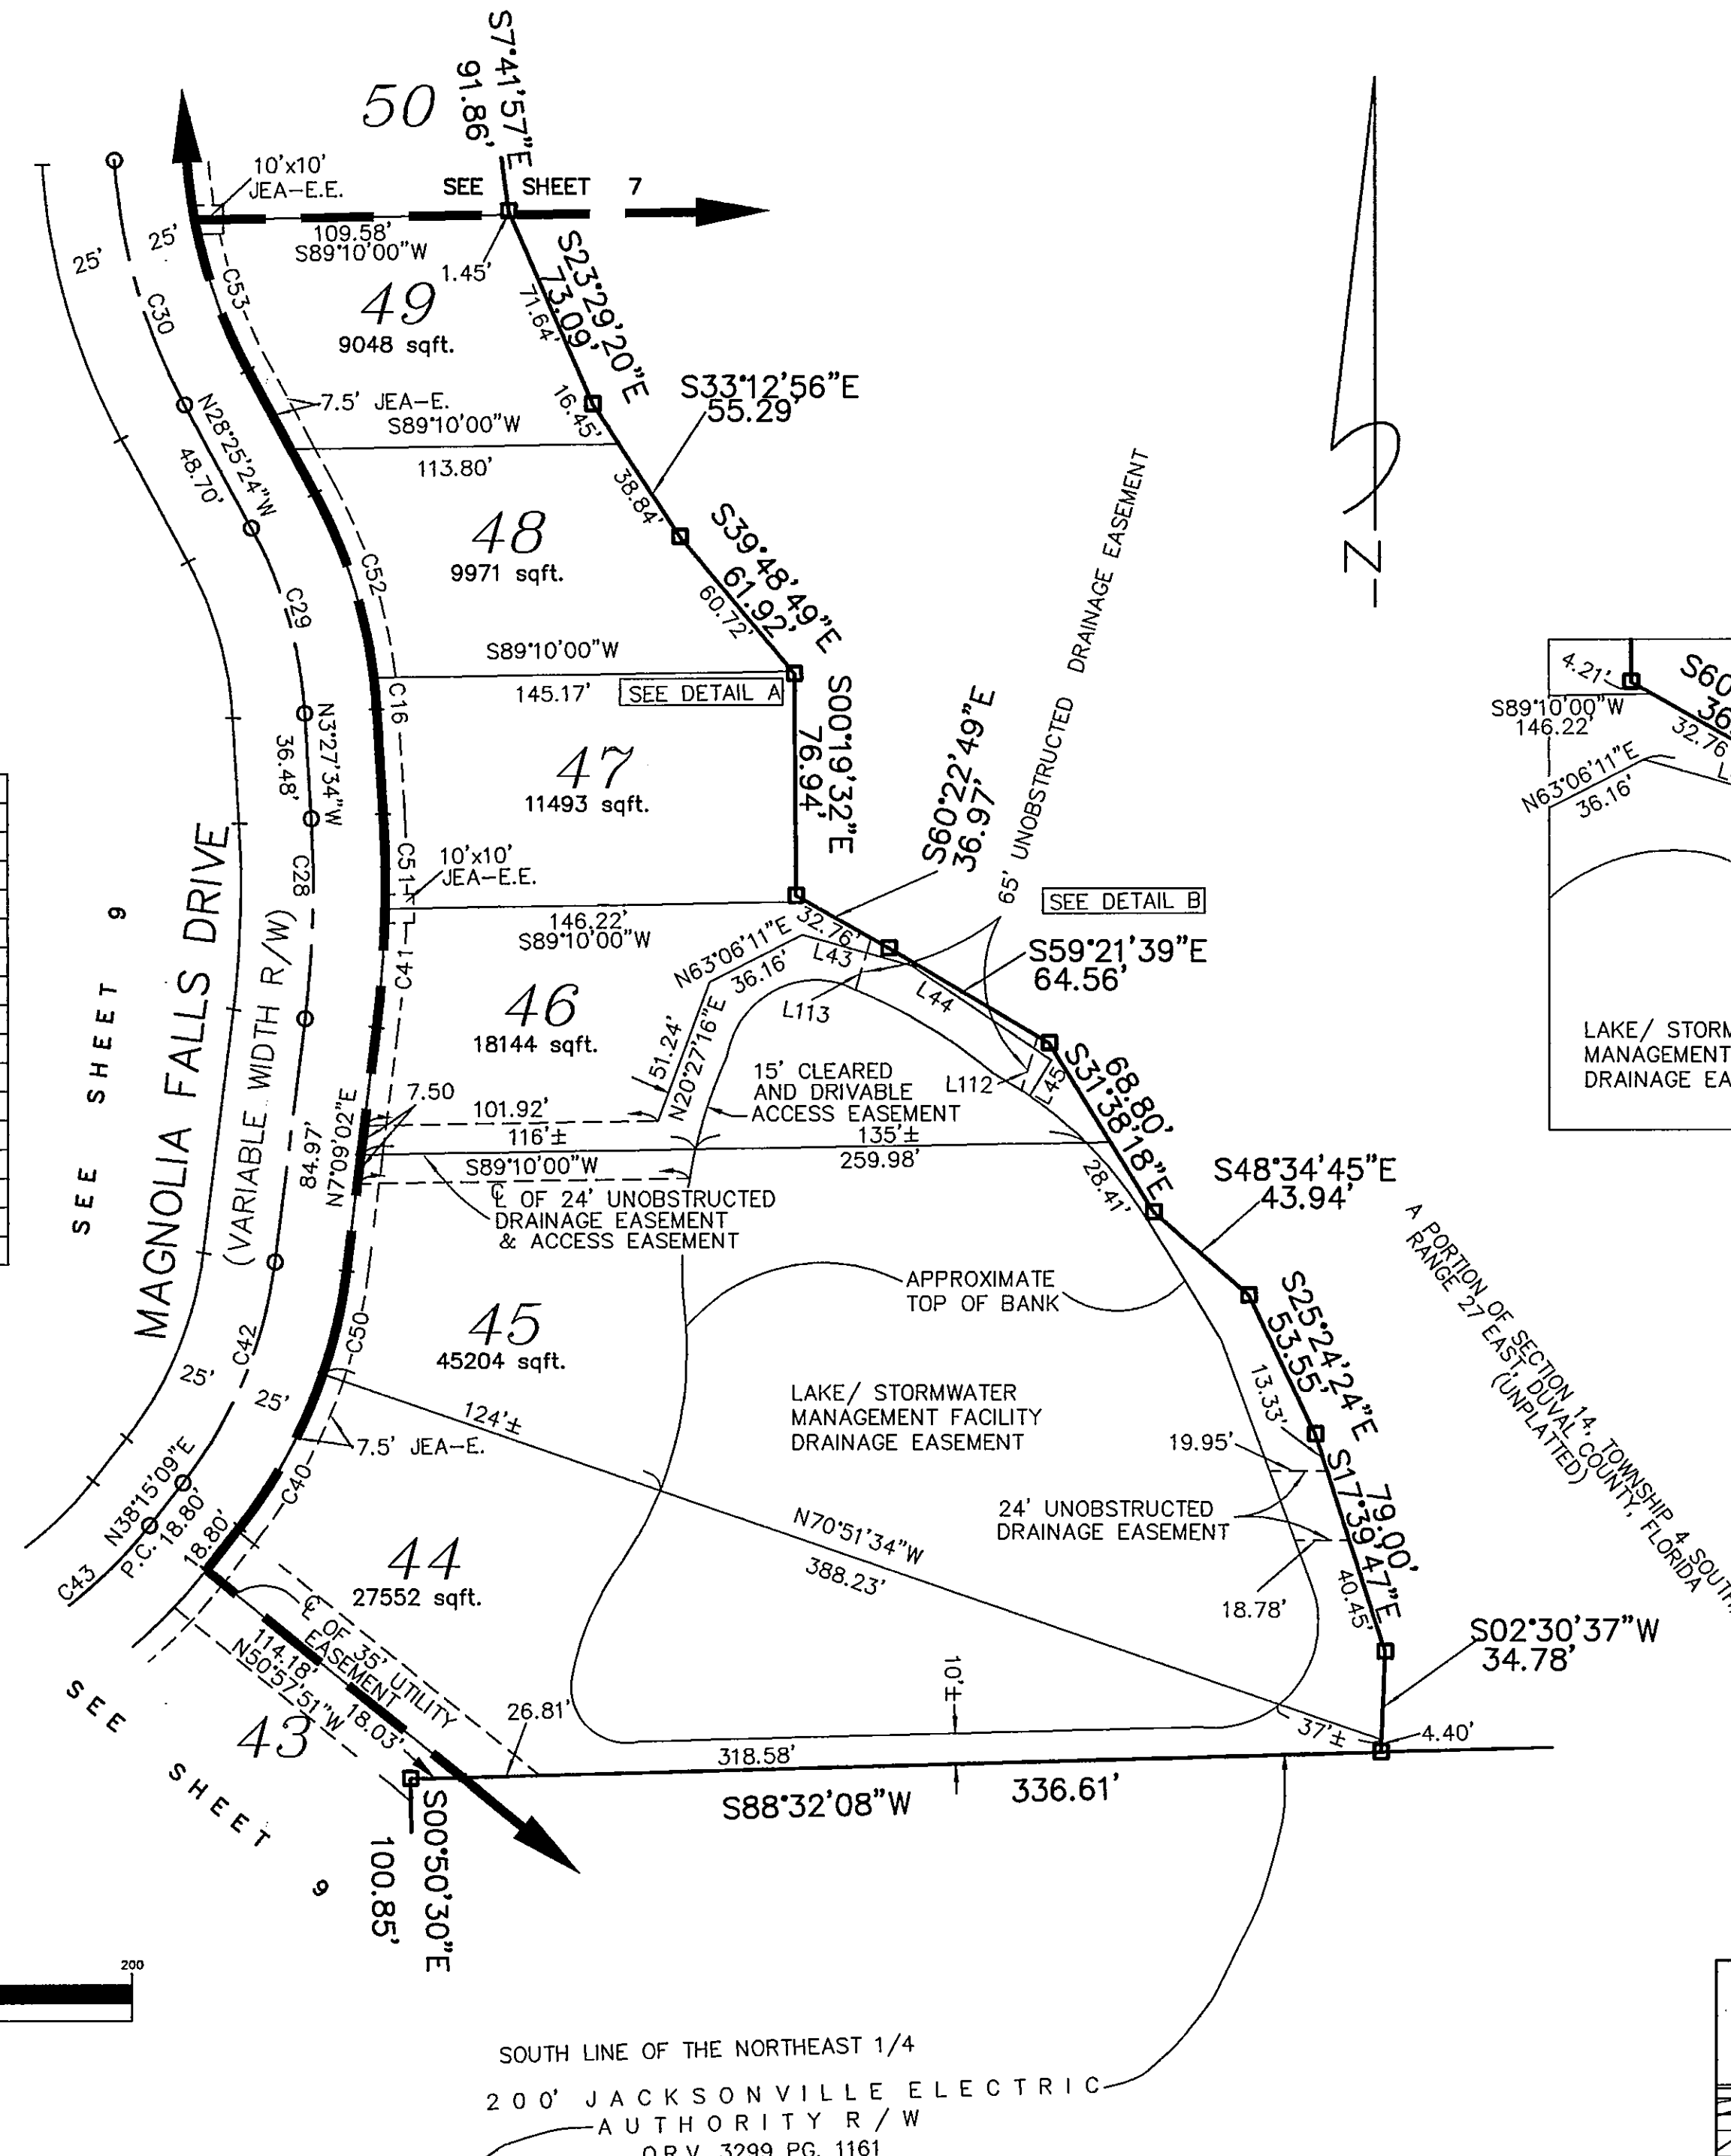 50
S7°41'57"E
91.86'
10'x10'
JEA-E.E.
SEE SHEET 7
109.58'
S89°10'00"W
1.45'
25'
25'
C53
C30
49
9048 sqft.
S23°29'20"E
73.09'
71.64'
7.5' JEA-E.
S89°10'00"W
113.80'
16.45'
S33°12'56"E
55.29'
38.84'
N28°25'24"W
48.70'
48
9971 sqft.
S39°48'49"E
61.92'
60.72'
C52
C29
S89°10'00"W
145.17'
SEE DETAIL A
C16
N3°27'34"W
36.48'
47
11493 sqft.
S00°19'32"E
76.94'
S60°22'49"E
36.97'
65' UNOBSTRUCTED DRAINAGE EASEMENT
N
4.21'
S60
36
S89°10'00"W
146.22'
32.76
L
N63°06'11"E
36.16'
LAKE/ STORM
MANAGEMENT
DRAINAGE EA
C51
C28
10'x10'
JEA-E.E.
146.22'
S89°10'00"W
SEE DETAIL B
32.76'
N63°06'11"E
36.16'
L43
S59°21'39"E
64.56'
L44
L113
C41
46
18144 sqft.
51.24'
N20°27'16"E
15' CLEARED
AND DRIVABLE
ACCESS EASEMENT
L112
L45
68.80'
S31°38'18"E
7.50
101.92'
116'±
135'±
S89°10'00"W
259.98'
28.41'
S48°34'45"E
43.94'
℄ OF 24' UNOBSTRUCTED
DRAINAGE EASEMENT
& ACCESS EASEMENT
84.97'
N7°09'02"E
SEE SHEET 9
MAGNOLIA FALLS DRIVE
(VARIABLE WIDTH R/W)
APPROXIMATE
TOP OF BANK
A PORTION OF SECTION 14, TOWNSHIP 4 SOUTH,
RANGE 27 EAST, DUVAL COUNTY, FLORIDA
(UNPLATTED)
C50
C42
45
45204 sqft.
S25°24'24"E
53.55'
13.33'
25'
25'
124'±
LAKE/ STORMWATER
MANAGEMENT FACILITY
DRAINAGE EASEMENT
7.5' JEA-E.
19.95'
79.00'
S17°39'47"E
24' UNOBSTRUCTED
DRAINAGE EASEMENT
40.45'
C40
N38°15'09"E
P.C. 18.80'
18.80'
C43
44
27552 sqft.
N70°51'34"W
388.23'
18.78'
S02°30'37"W
34.78'
℄ OF 35' UTILITY
EASEMENT
114.18'
N50°57'51"W
18.03'
43
26.81'
10'±
37'±
4.40'
318.58'
S88°32'08"W
336.61'
SEE SHEET 9
S00°50'30"E
100.85'
200
SOUTH LINE OF THE NORTHEAST 1/4
200' JACKSONVILLE ELECTRIC
AUTHORITY R/W
O.R.V. 3299 PG. 1161